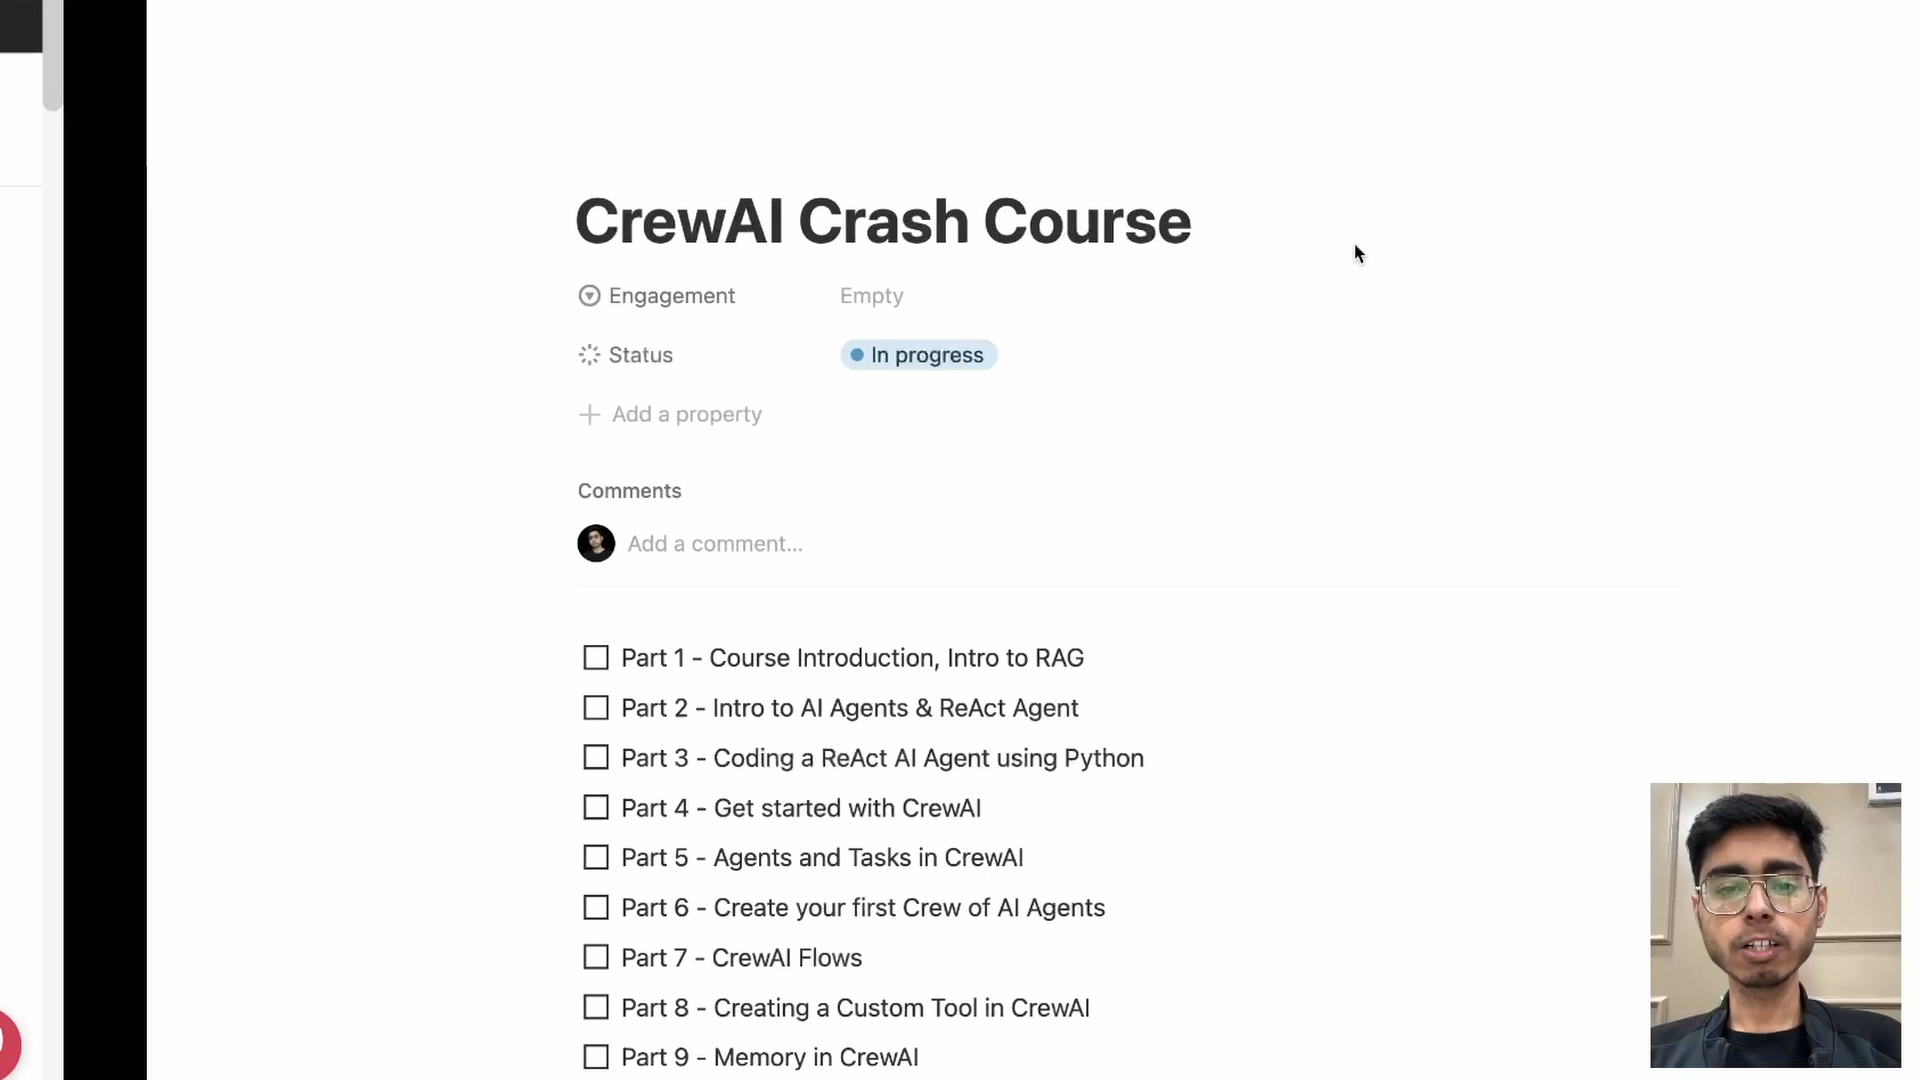 CrewAI Crash Course
Engagement Empty
Status In progress
Add a property
Comments
Add a comment...
Part 1 - Course Introduction, Intro to RAG
Part 2 - Intro to AI Agents & ReAct Agent
Part 3 - Coding a ReAct AI Agent using Python
Part 4 - Get started with CrewAI
Part 5 - Agents and Tasks in CrewAI
Part 6 - Create your first Crew of AI Agents
Part 7 - CrewAI Flows
Part 8 - Creating a Custom Tool in CrewAI
Part 9 - Memory in CrewAI